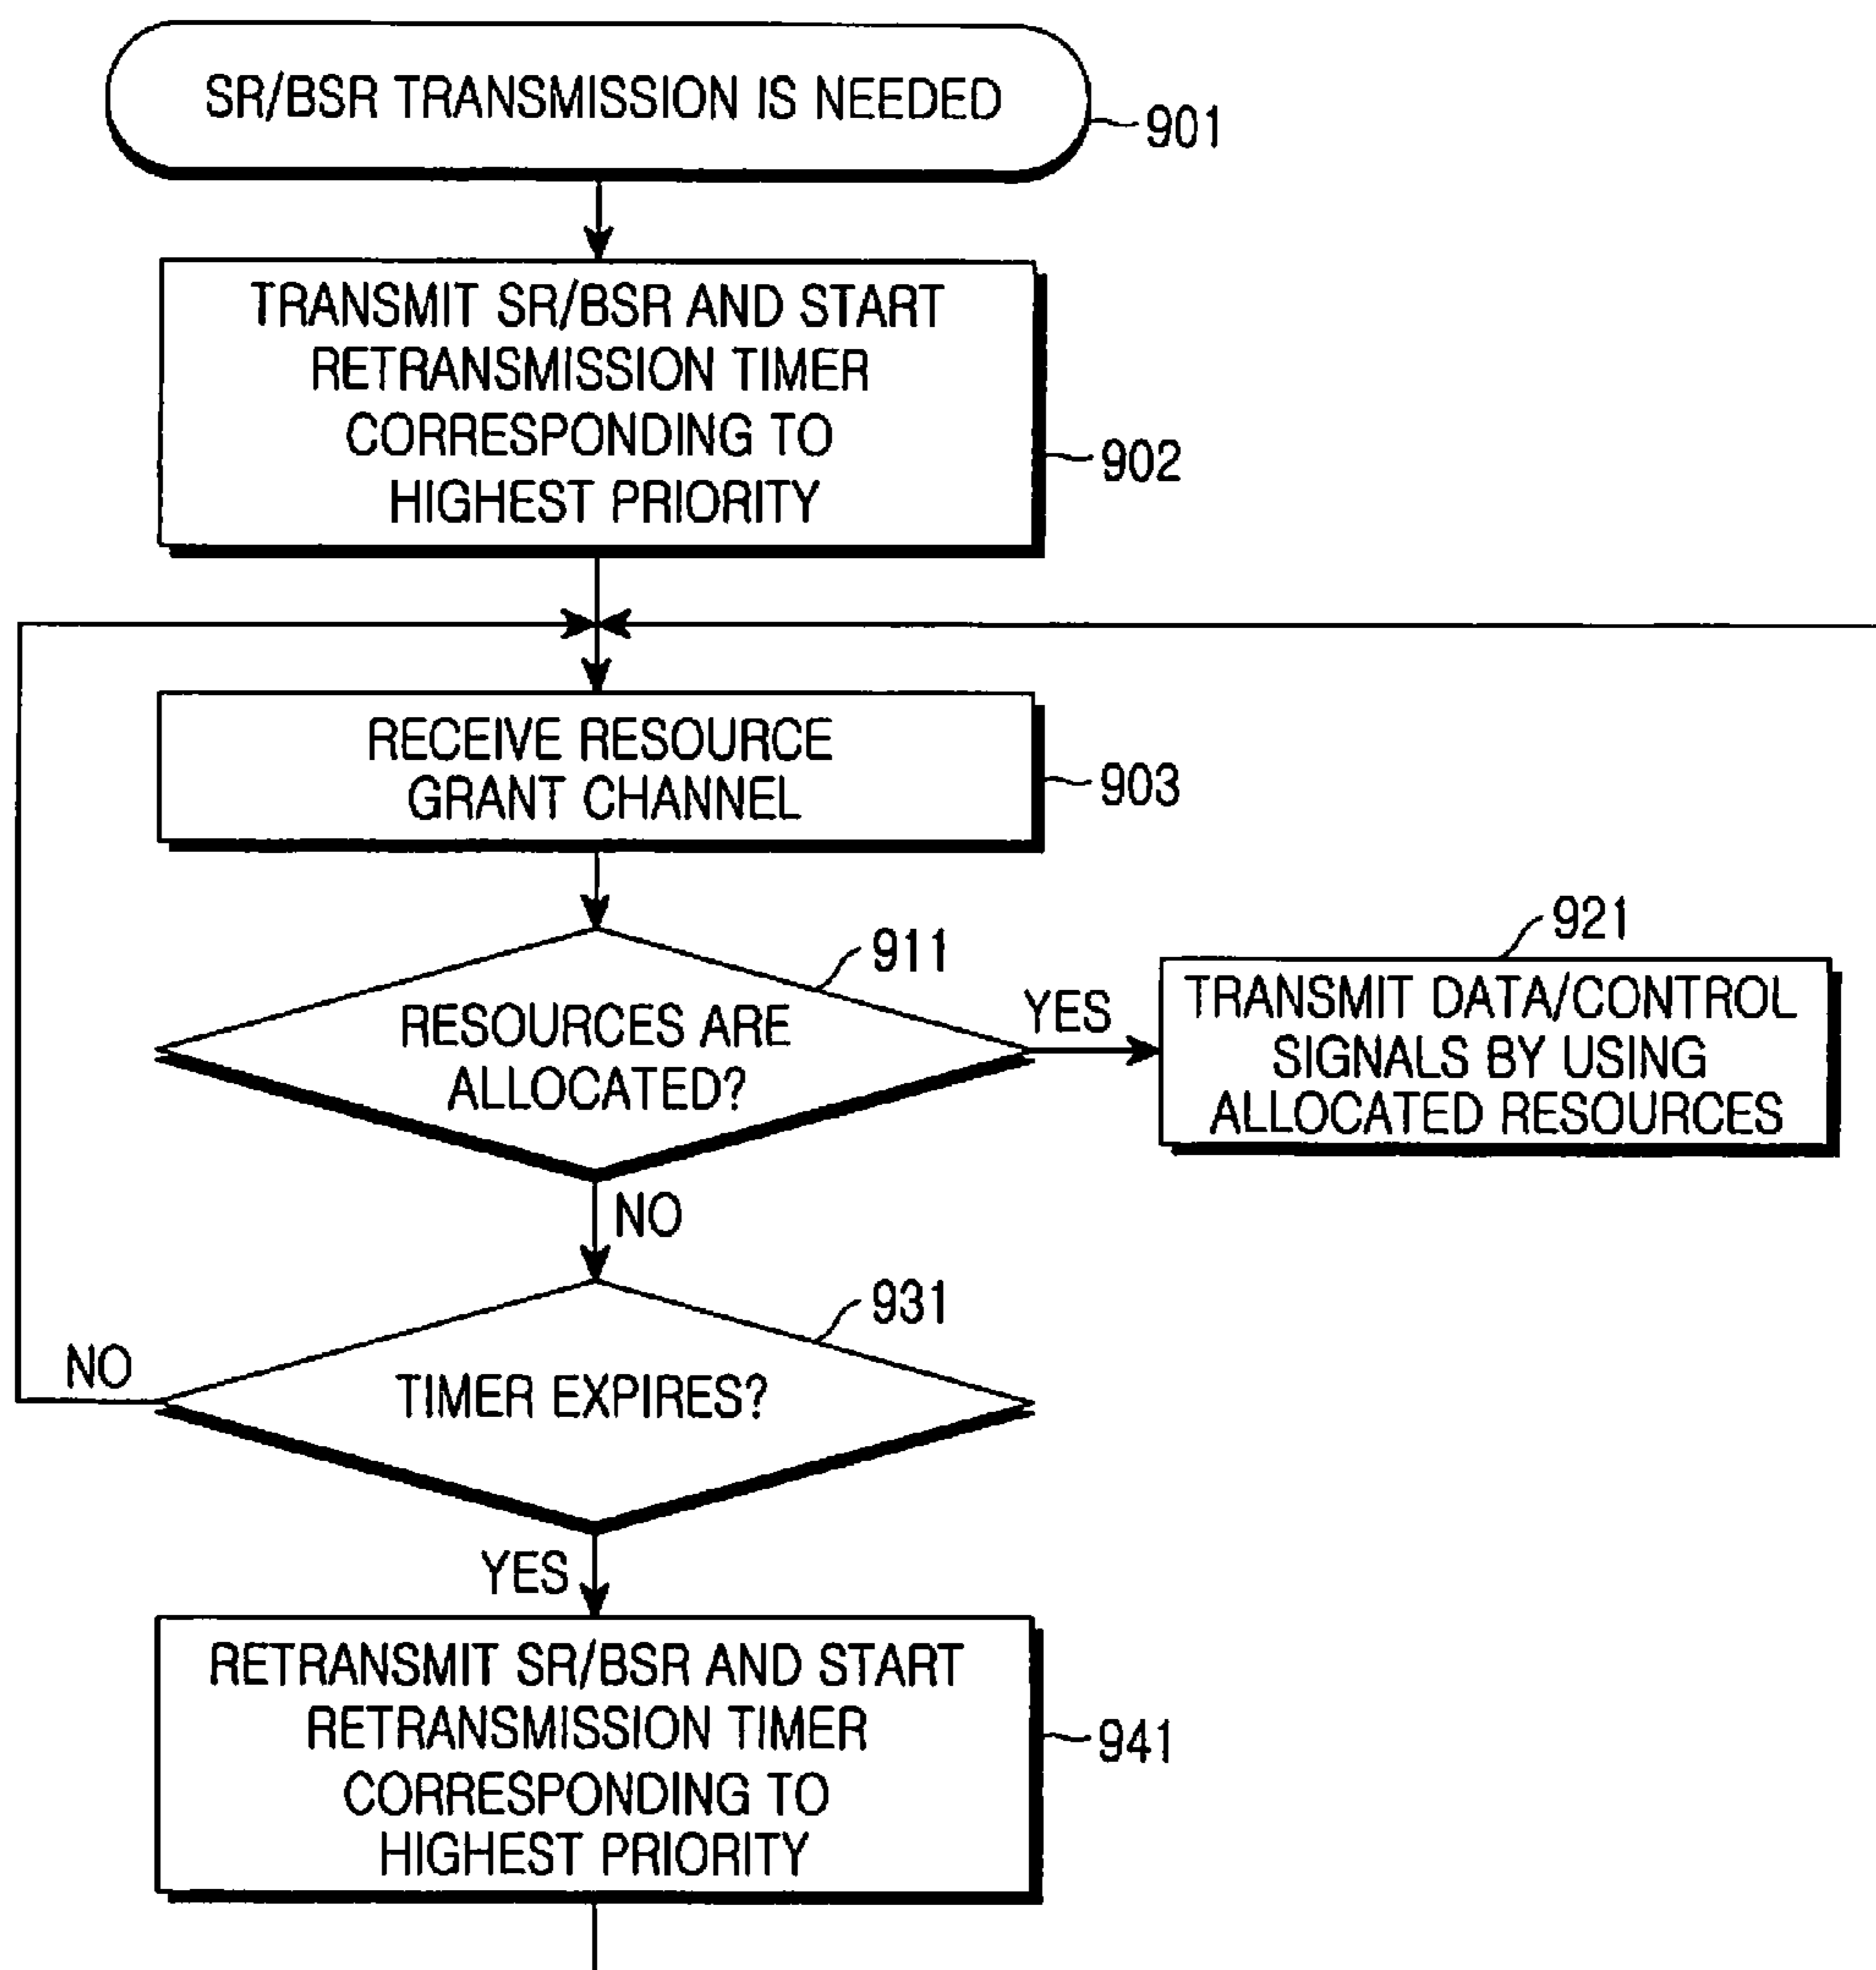 SR/BSR TRANSMISSION IS NEEDED
901
TRANSMIT SR/BSR AND START
RETRANSMISSION TIMER
CORRESPONDING TO
HIGHEST PRIORITY
902
RECEIVE RESOURCE
GRANT CHANNEL
903
911
RESOURCES ARE
ALLOCATED?
YES
921
TRANSMIT DATA/CONTROL
SIGNALS BY USING
ALLOCATED RESOURCES
NO
931
TIMER EXPIRES?
NO
YES
RETRANSMIT SR/BSR AND START
RETRANSMISSION TIMER
CORRESPONDING TO
HIGHEST PRIORITY
941